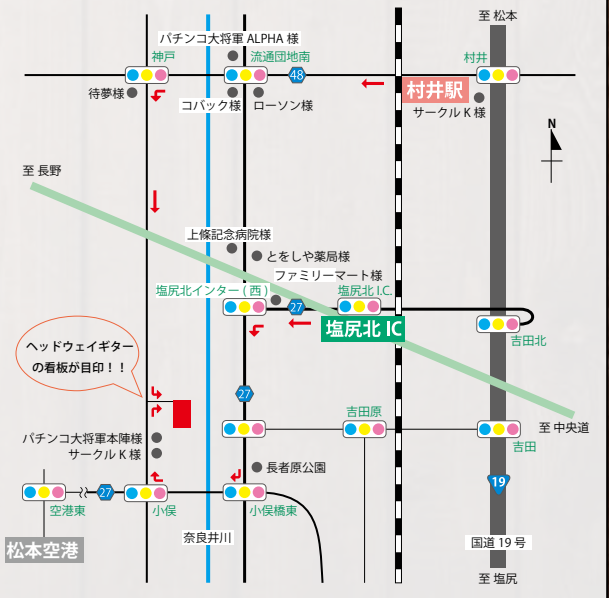 至 松本
パチンコ大将軍 ALPHA 様
神戸
流通団地南
村井
48
村井駅
待夢様
コバック様
ローソン様
サークル K 様
N
至 長野
上條記念病院様
とをしや薬局様
ファミリーマート様
塩尻北インター ( 西 )
塩尻北 I.C.
27
塩尻北 IC
吉田北
ヘッドウェイギター
の看板が目印！！
27
吉田原
至 中央道
パチンコ大将軍本陣様
サークル K 様
吉田
長者原公園
19
27
空港東
小俣
小俣橋東
松本空港
奈良井川
国道 19 号
至 塩尻